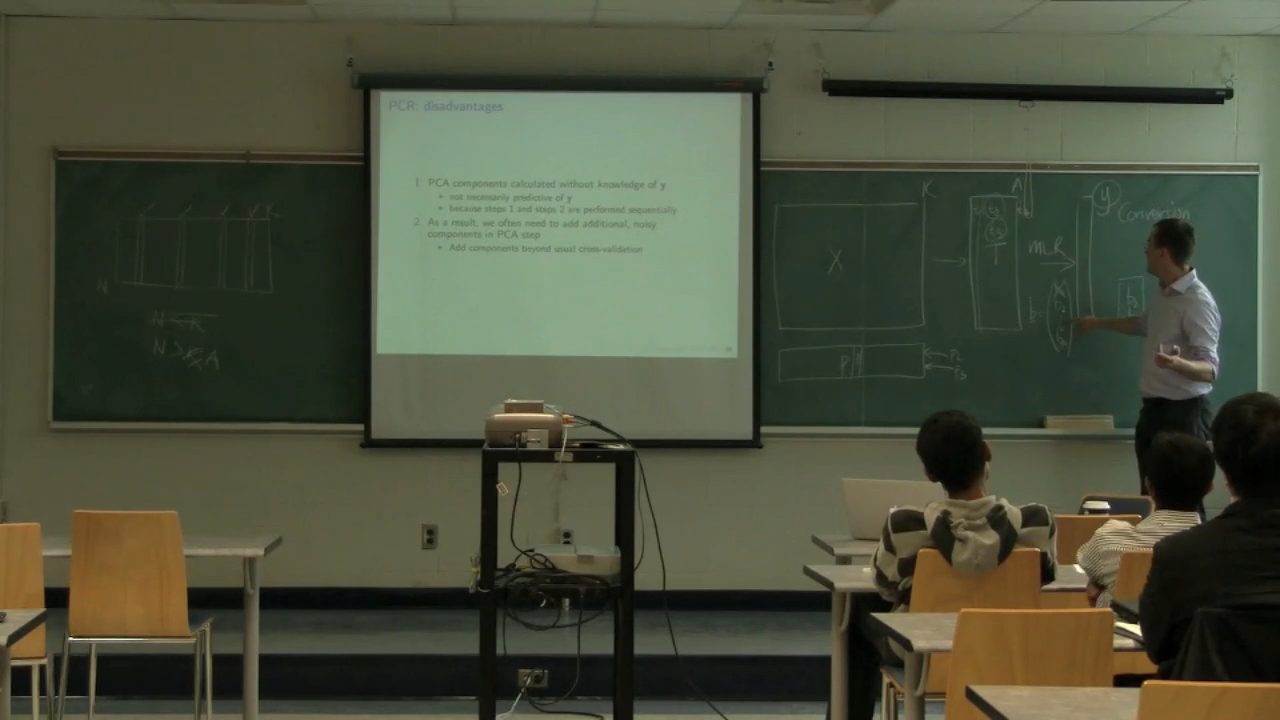 PCR: disadvantages
1. PCA components calculated without knowledge of y
not necessarily predictive of y
because steps 1 and steps 2 are performed sequentially
2. As a result, we often need to add additional, noisy
components in PCA step
Add components beyond usual cross-validation
N
N>
A
K
X
A
T
MLR
y
Conversion
P